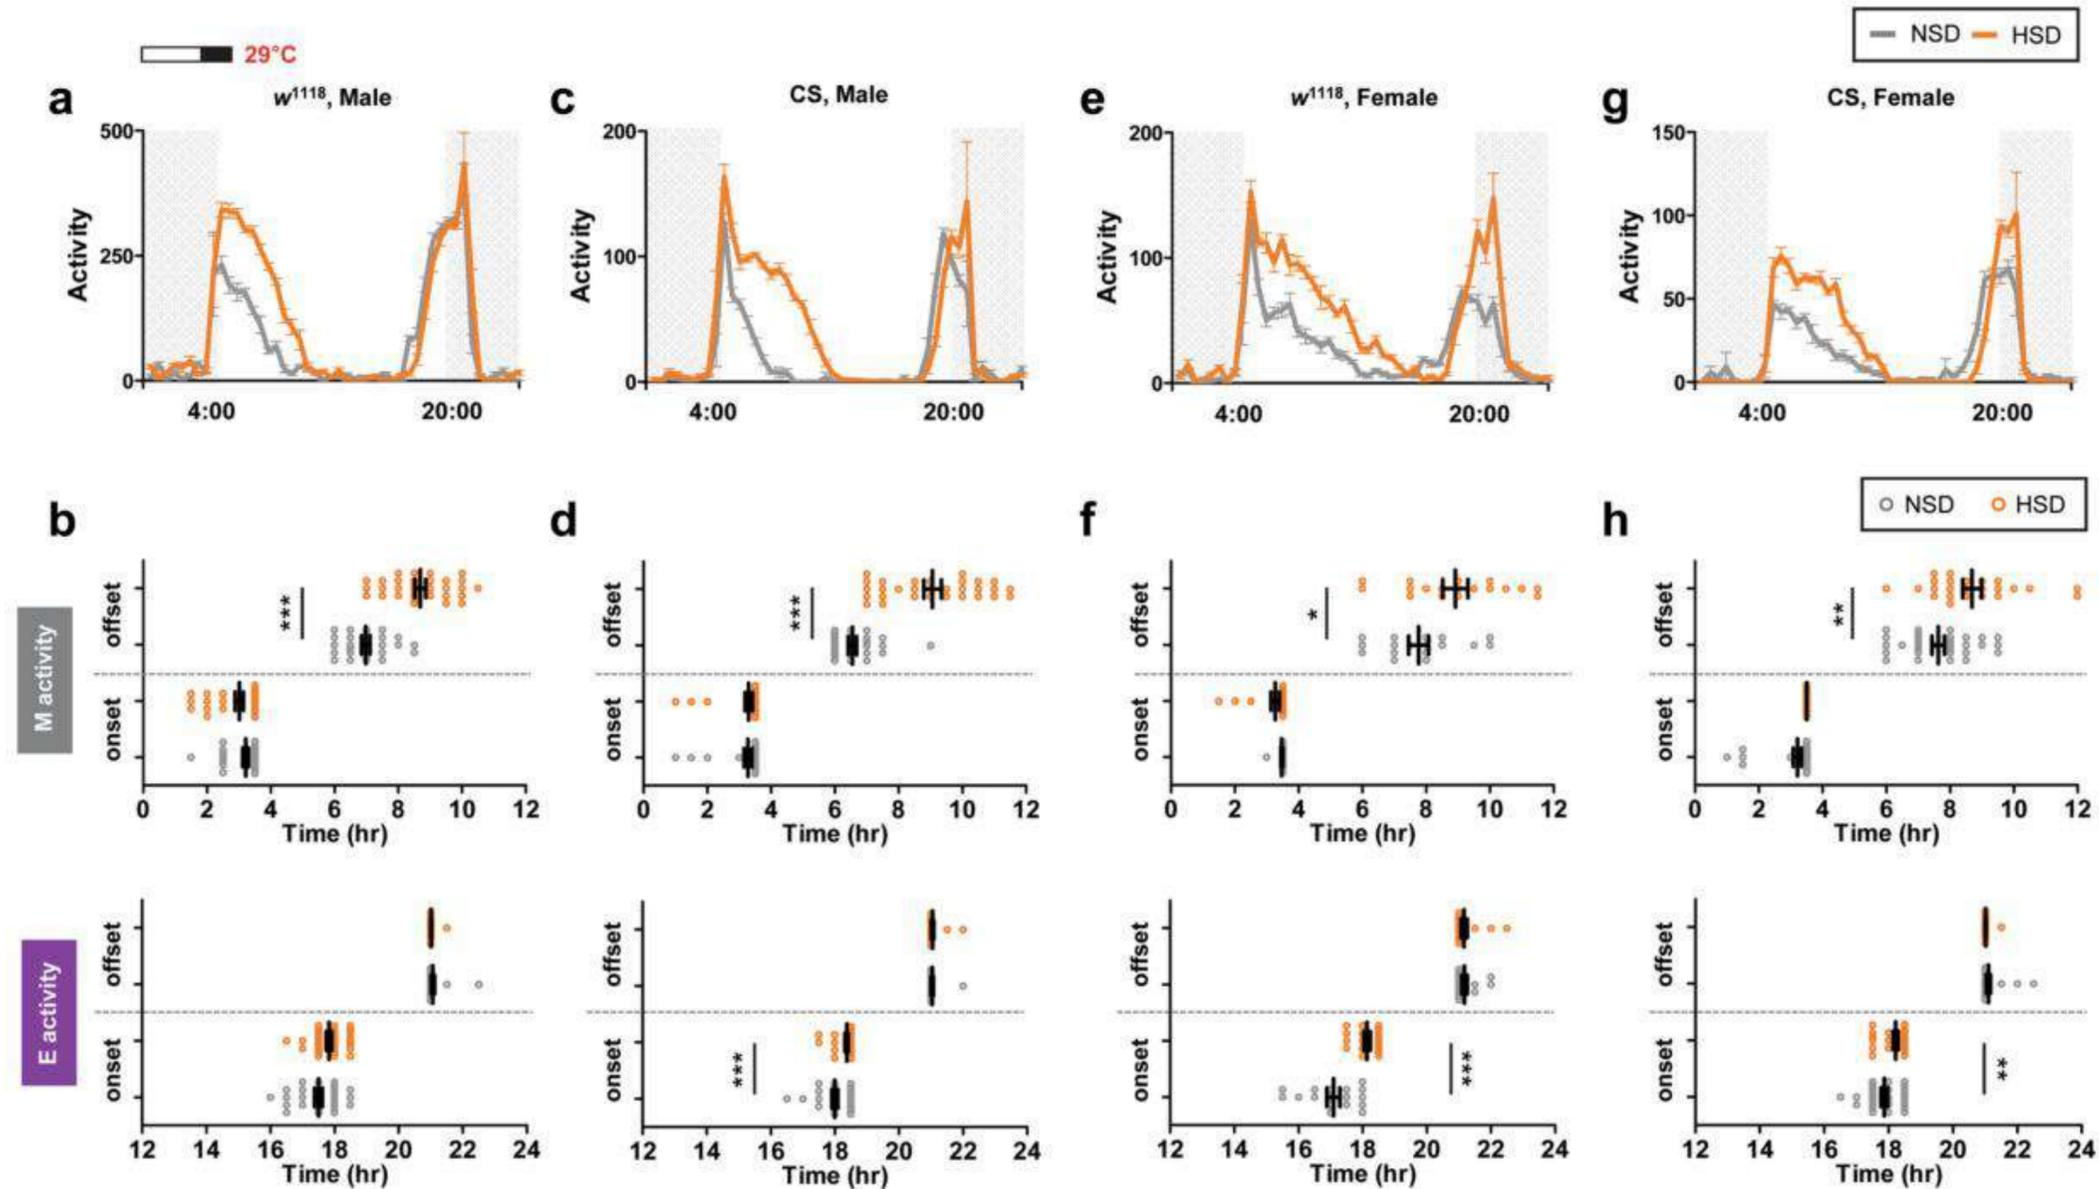 NSD HSD
29°C
a w1118, Male
c CS, Male
e w1118, Female
g CS, Female
Activity 500 250 0 4:00 20:00
Activity 200 100 0 4:00 20:00
Activity 200 100 0 4:00 20:00
Activity 150 100 50 0 4:00 20:00
NSD HSD
b
d
f
h
M activity
offset *** onset
0 2 4 6 8 10 12
Time (hr)
offset *** onset
0 2 4 6 8 10 12
Time (hr)
offset * onset
0 2 4 6 8 10 12
Time (hr)
offset ** onset
0 2 4 6 8 10 12
Time (hr)
E activity
offset onset
12 14 16 18 20 22 24
Time (hr)
offset onset ***
12 14 16 18 20 22 24
Time (hr)
offset onset ***
12 14 16 18 20 22 24
Time (hr)
offset onset **
12 14 16 18 20 22 24
Time (hr)